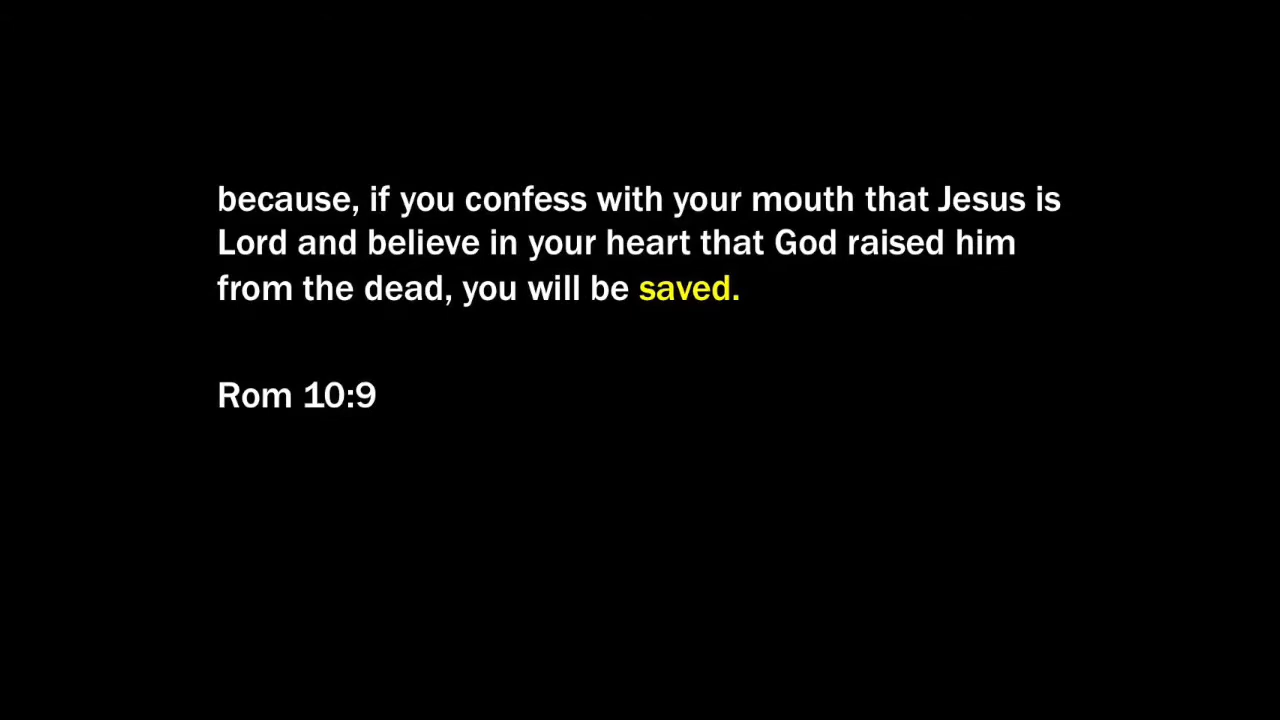 because, if you confess with your mouth that Jesus is
Lord and believe in your heart that God raised him
from the dead, you will be saved.
Rom 10:9